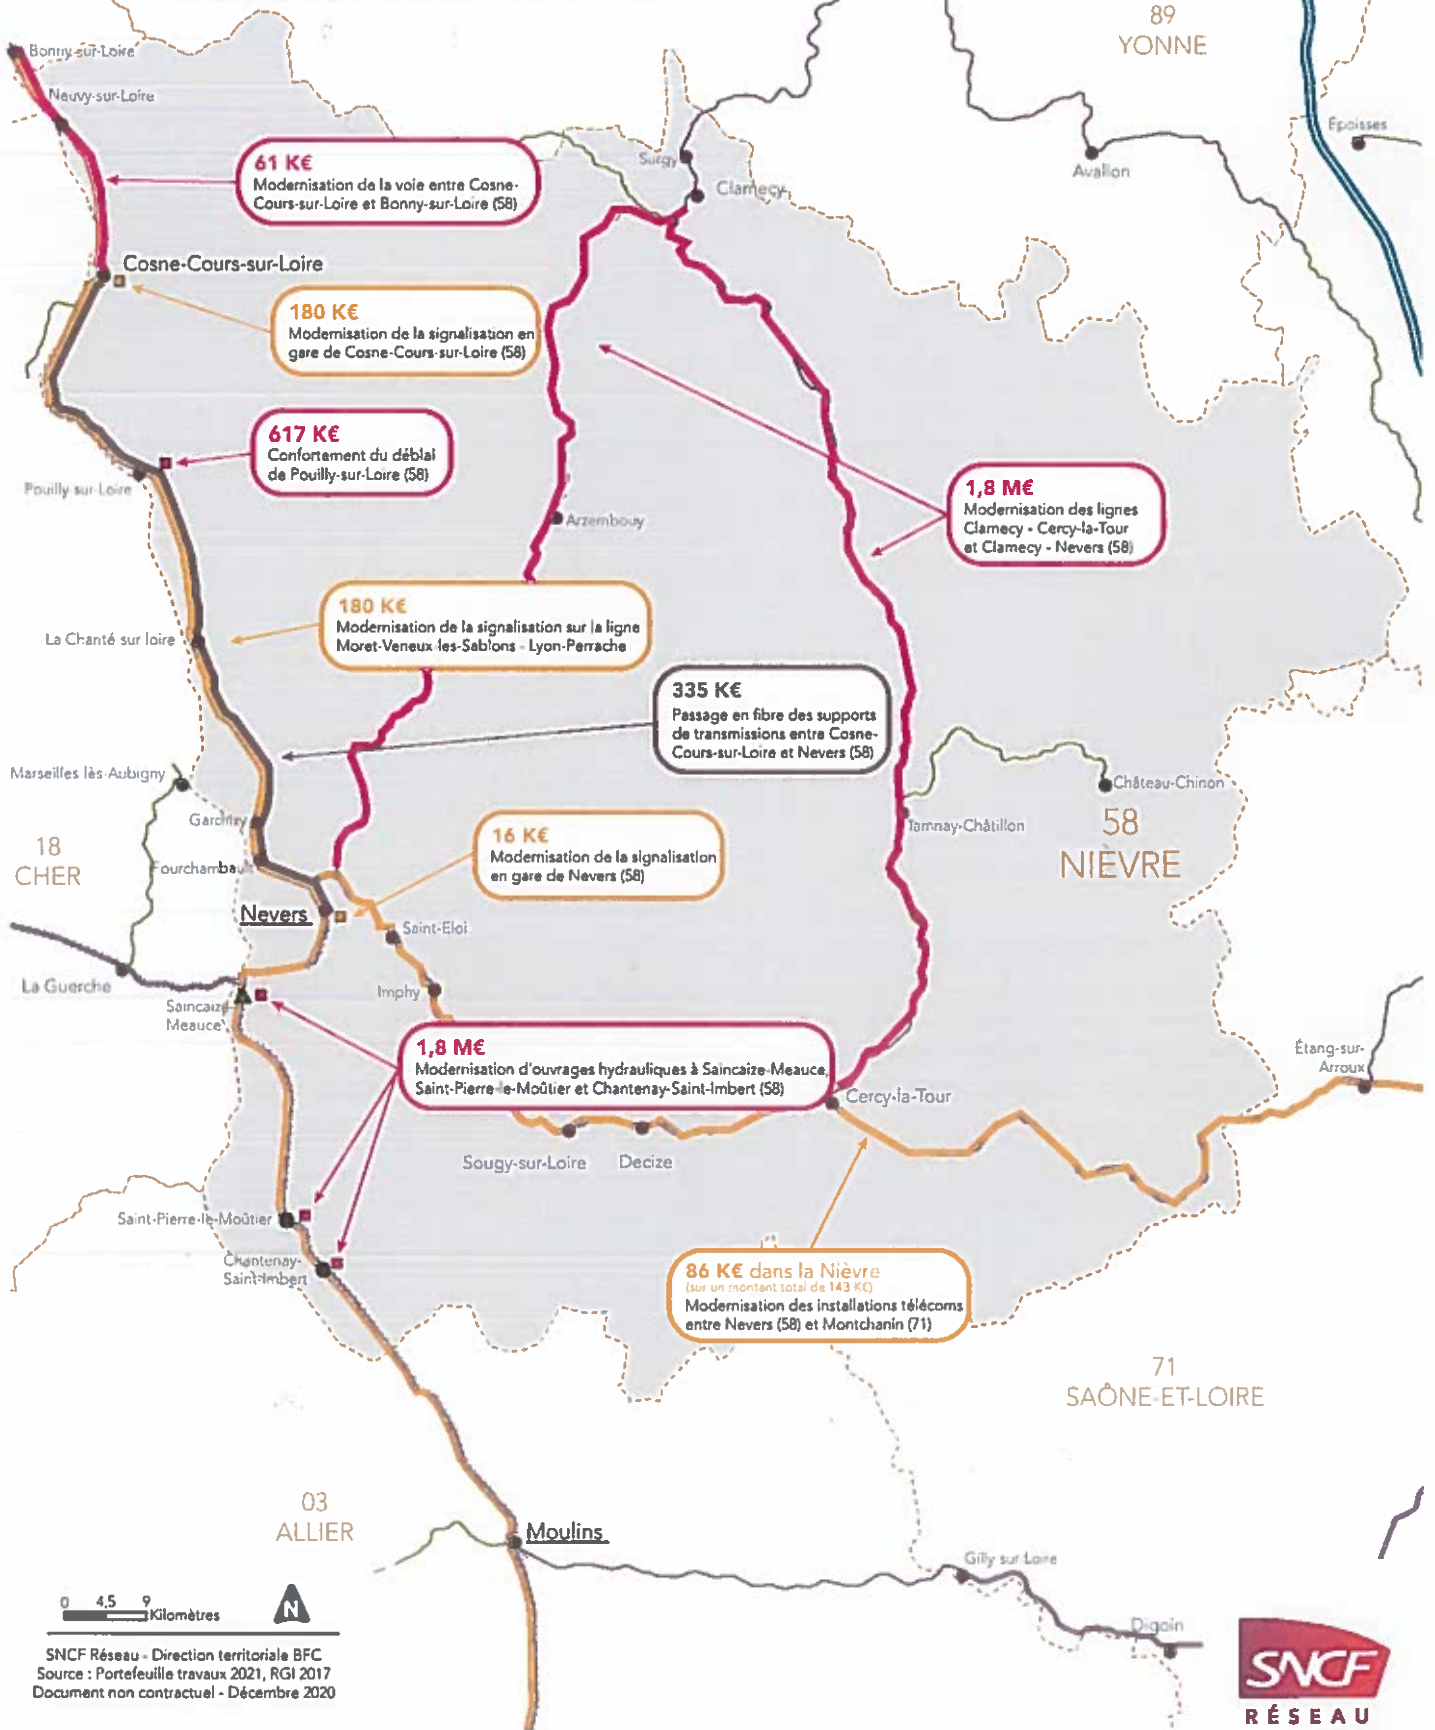 89
YONNE
Bonny-sur-Loire
Neuvy-sur-Loire
Époisses
Surgy
Avallon
Clamecy
61 K€
Modernisation de la voie entre Cosne-
Cours-sur-Loire et Bonny-sur-Loire (58)
Cosne-Cours-sur-Loire
180 K€
Modernisation de la signalisation en
gare de Cosne-Cours-sur-Loire (58)
617 K€
Confortement du déblai
de Pouilly-sur-Loire (58)
Pouilly sur-Loire
1,8 M€
Modernisation des lignes
Clamecy - Cercy-la-Tour
et Clamecy - Nevers (58)
Arzembouy
180 K€
Modernisation de la signalisation sur la ligne
Moret-Veneux-les-Sablons - Lyon-Perrache
La Charité sur loire
335 K€
Passage en fibre des supports
de transmissions entre Cosne-
Cours-sur-Loire et Nevers (58)
Marseilles lès-Aubigny
Château-Chinon
Garchizy
Tamnay-Châtillon
58
NIÈVRE
18
CHER
16 K€
Modernisation de la signalisation
en gare de Nevers (58)
Fourchambault
Nevers
Saint-Eloi
La Guerche
Imphy
Saincaize
Meauce
1,8 M€
Modernisation d'ouvrages hydrauliques à Saincaize-Meauce,
Saint-Pierre-le-Moûtier et Chantenay-Saint-Imbert (58)
Étang-sur-
Arroux
Cercy-la-Tour
Sougy-sur-Loire
Decize
Saint-Pierre-le-Moûtier
Chantenay-
Saint-Imbert
86 K€ dans la Nièvre
(sur un montant total de 143 K€)
Modernisation des installations télécoms
entre Nevers (58) et Montchanin (71)
71
SAÔNE-ET-LOIRE
03
ALLIER
Moulins
Gilly sur Loire
Digoin
0 4,5 9
Kilomètres
N
SNCF Réseau - Direction territoriale BFC
Source : Portefeuille travaux 2021, RGI 2017
Document non contractuel - Décembre 2020
SNCF
RÉSEAU